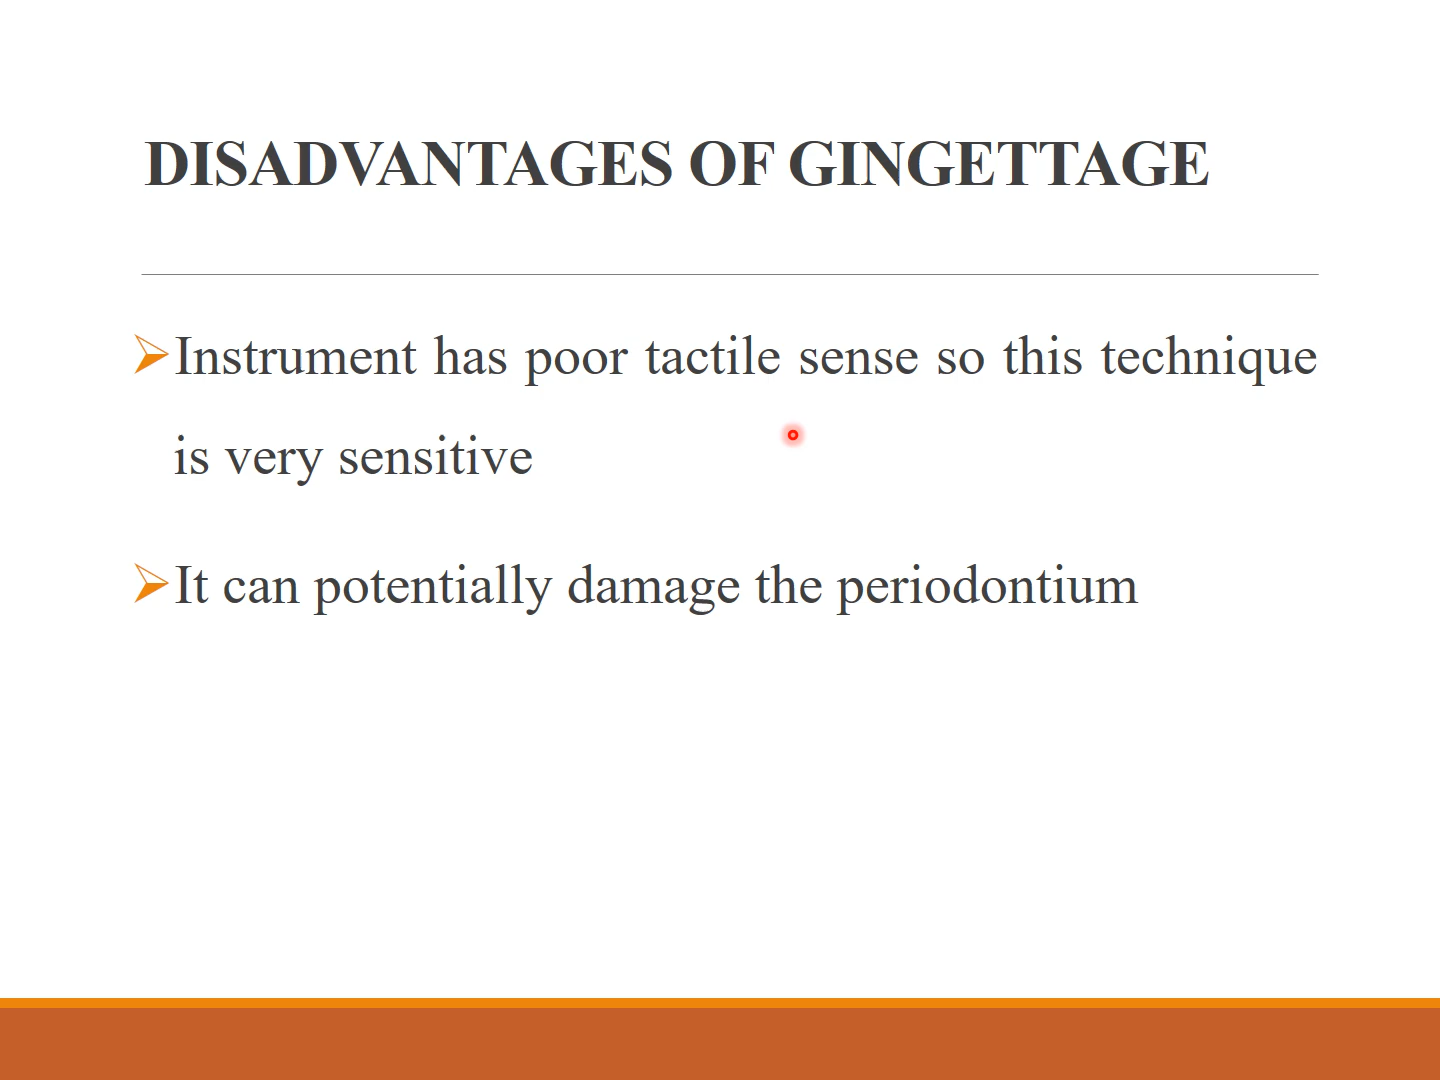 DISADVANTAGES OF GINGETTAGE
Instrument has poor tactile sense so this technique
is very sensitive
It can potentially damage the periodontium